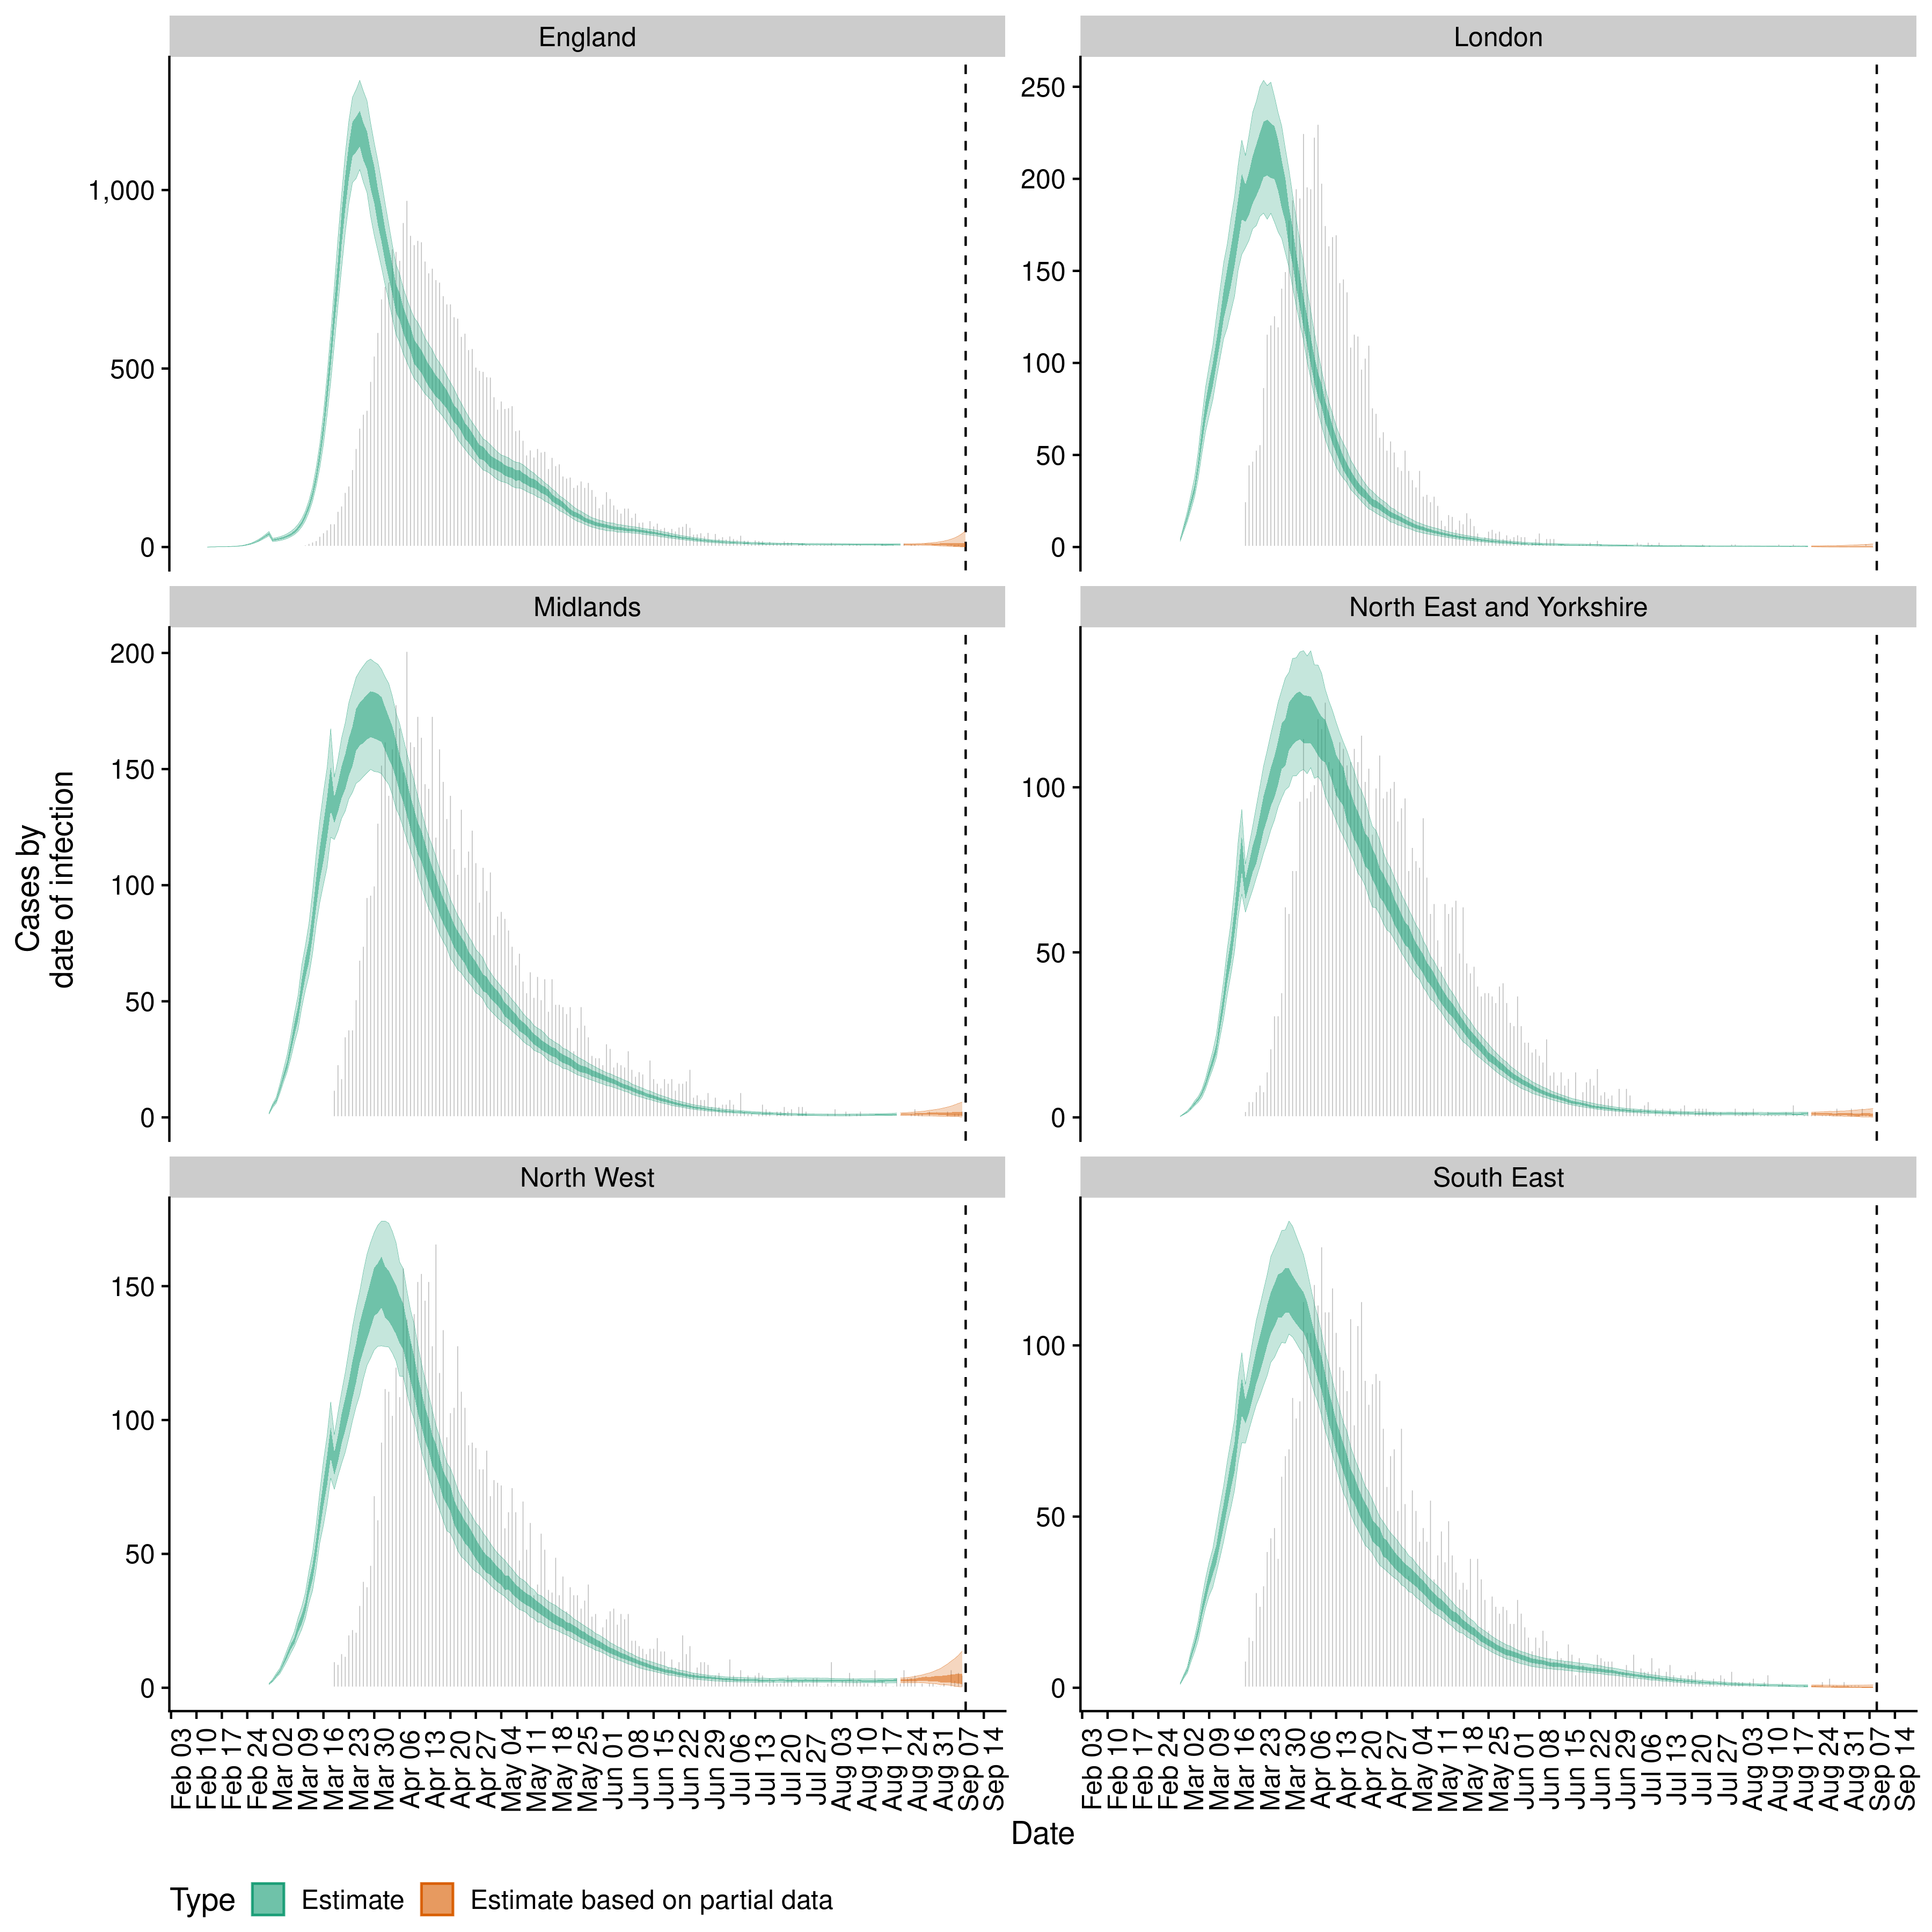 England
London
1,000
500
0
250
200
150
100
50
0
Midlands
North East and Yorkshire
200
150
100
50
0
100
50
0
Cases by
date of infection
North West
South East
150
100
50
0
100
50
0
Feb 03
Feb 10
Feb 17
Feb 24
Mar 02
Mar 09
Mar 16
Mar 23
Mar 30
Apr 06
Apr 13
Apr 20
Apr 27
May 04
May 11
May 18
May 25
Jun 01
Jun 08
Jun 15
Jun 22
Jun 29
Jul 06
Jul 13
Jul 20
Jul 27
Aug 03
Aug 10
Aug 17
Aug 24
Aug 31
Sep 07
Sep 14
Feb 03
Feb 10
Feb 17
Feb 24
Mar 02
Mar 09
Mar 16
Mar 23
Mar 30
Apr 06
Apr 13
Apr 20
Apr 27
May 04
May 11
May 18
May 25
Jun 01
Jun 08
Jun 15
Jun 22
Jun 29
Jul 06
Jul 13
Jul 20
Jul 27
Aug 03
Aug 10
Aug 17
Aug 24
Aug 31
Sep 07
Sep 14
Date
Type Estimate Estimate based on partial data